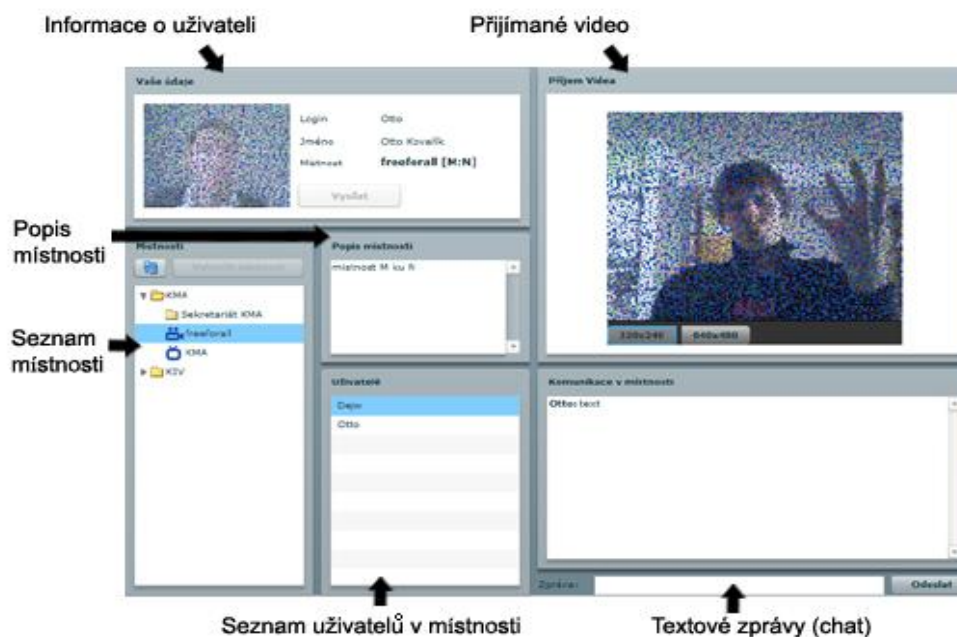 Informace o uživateli
Přijímané video
Vaše údaje
Login Otto
Jméno Otto Kovařík
Místnost freeforall [M:N]
Vysílat
Příjem Videa
320x240 640x480
Popis
místnosti
Místnosti
Popis místnosti
místnost M ku N
KMA
Sekretariát KMA
freeforall
KMA
KIV
Seznam
místnosti
Uživatelé
Dejw
Otto
Komunikace v místnosti
Otto: text
Zpráva:
Odeslat
Seznam uživatelů v místnosti
Textové zprávy (chat)